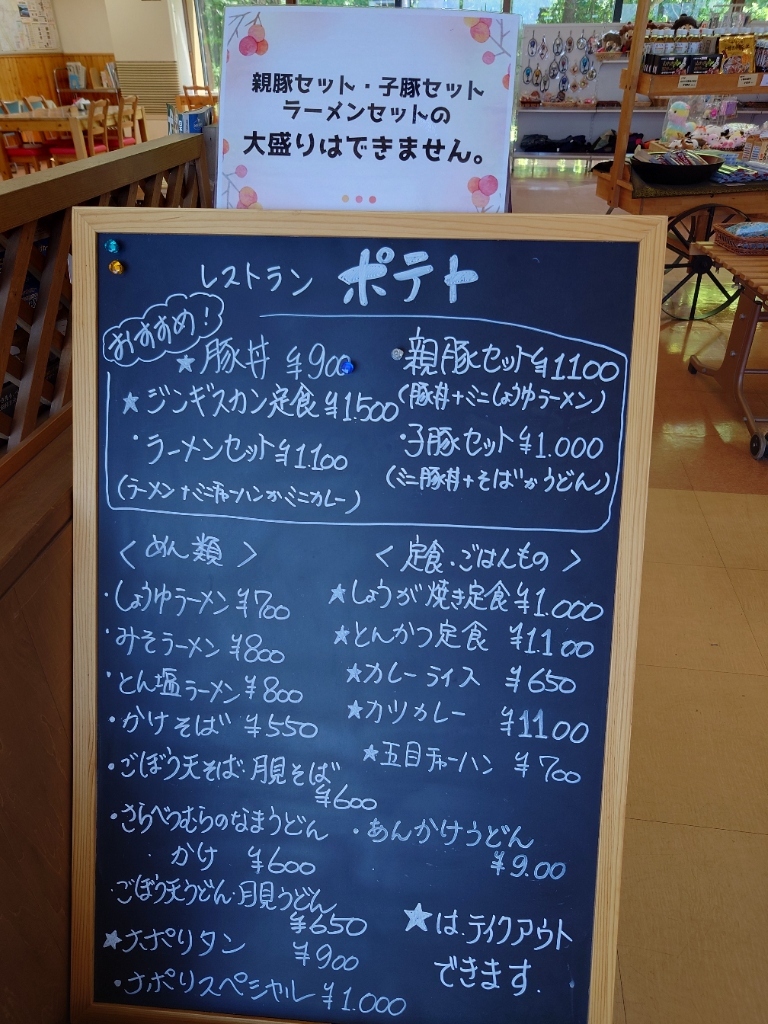 親豚セット・子豚セット
ラーメンセットの
大盛りはできません。
レストラン ポテト
おすすめ!
★豚丼 ¥900
★ジンギスカン定食 ¥1500
・ラーメンセット ¥1100
(ラーメン+ミニチャーハンかミニカレー)
・親豚セット ¥1100
(豚丼+ミニしょうゆラーメン)
・子豚セット ¥1.000
(ミニ豚丼+そばかうどん)
<めん類>
・しょうゆラーメン ¥700
・みそラーメン ¥800
・とん塩ラーメン ¥800
・かけそば ¥550
・ごぼう天そば・月見そば
¥600
・さらべつむらのなまうどん
・かけ ¥600
・ごぼう天うどん・月見うどん
¥650
★ナポリタン ¥900
・ナポリスペシャル ¥1.000
<定食・ごはんもの>
★しょうが焼き定食 ¥1.000
★とんかつ定食 ¥1100
★カレーライス ¥650
★カツカレー ¥1100
★五目チャーハン ¥700
・あんかけうどん
¥9.00
★は、テイクアウト
できます.